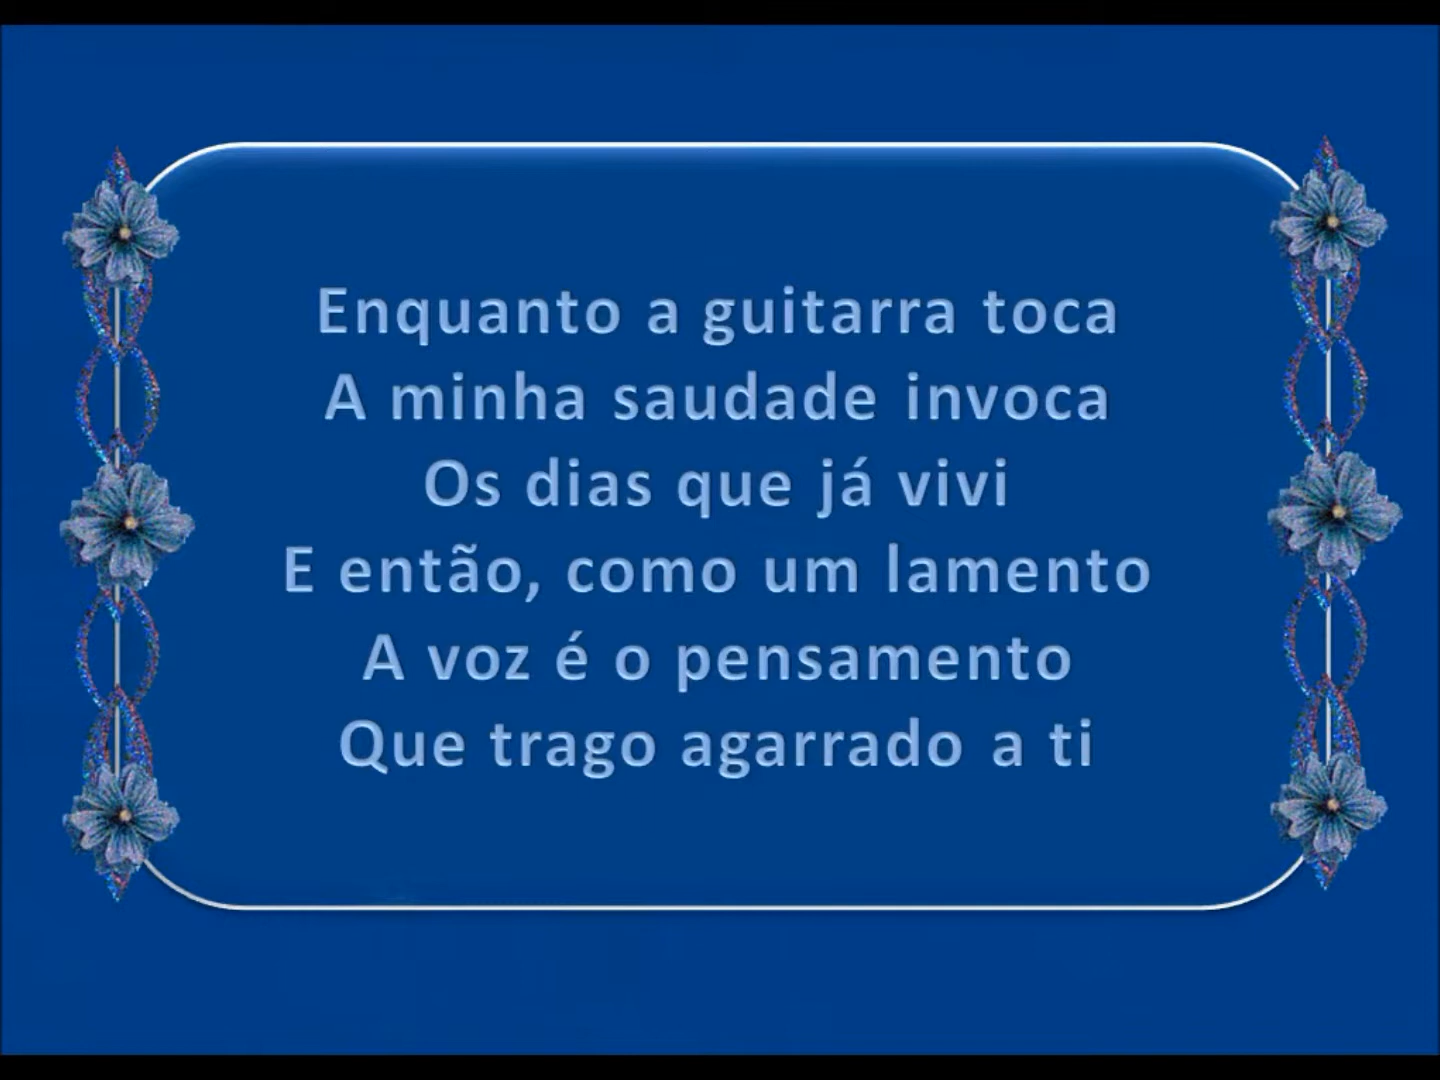 Enquanto a guitarra toca
A minha saudade invoca
Os dias que já vivi
E então, como um lamento
A voz é o pensamento
Que trago agarrado a ti